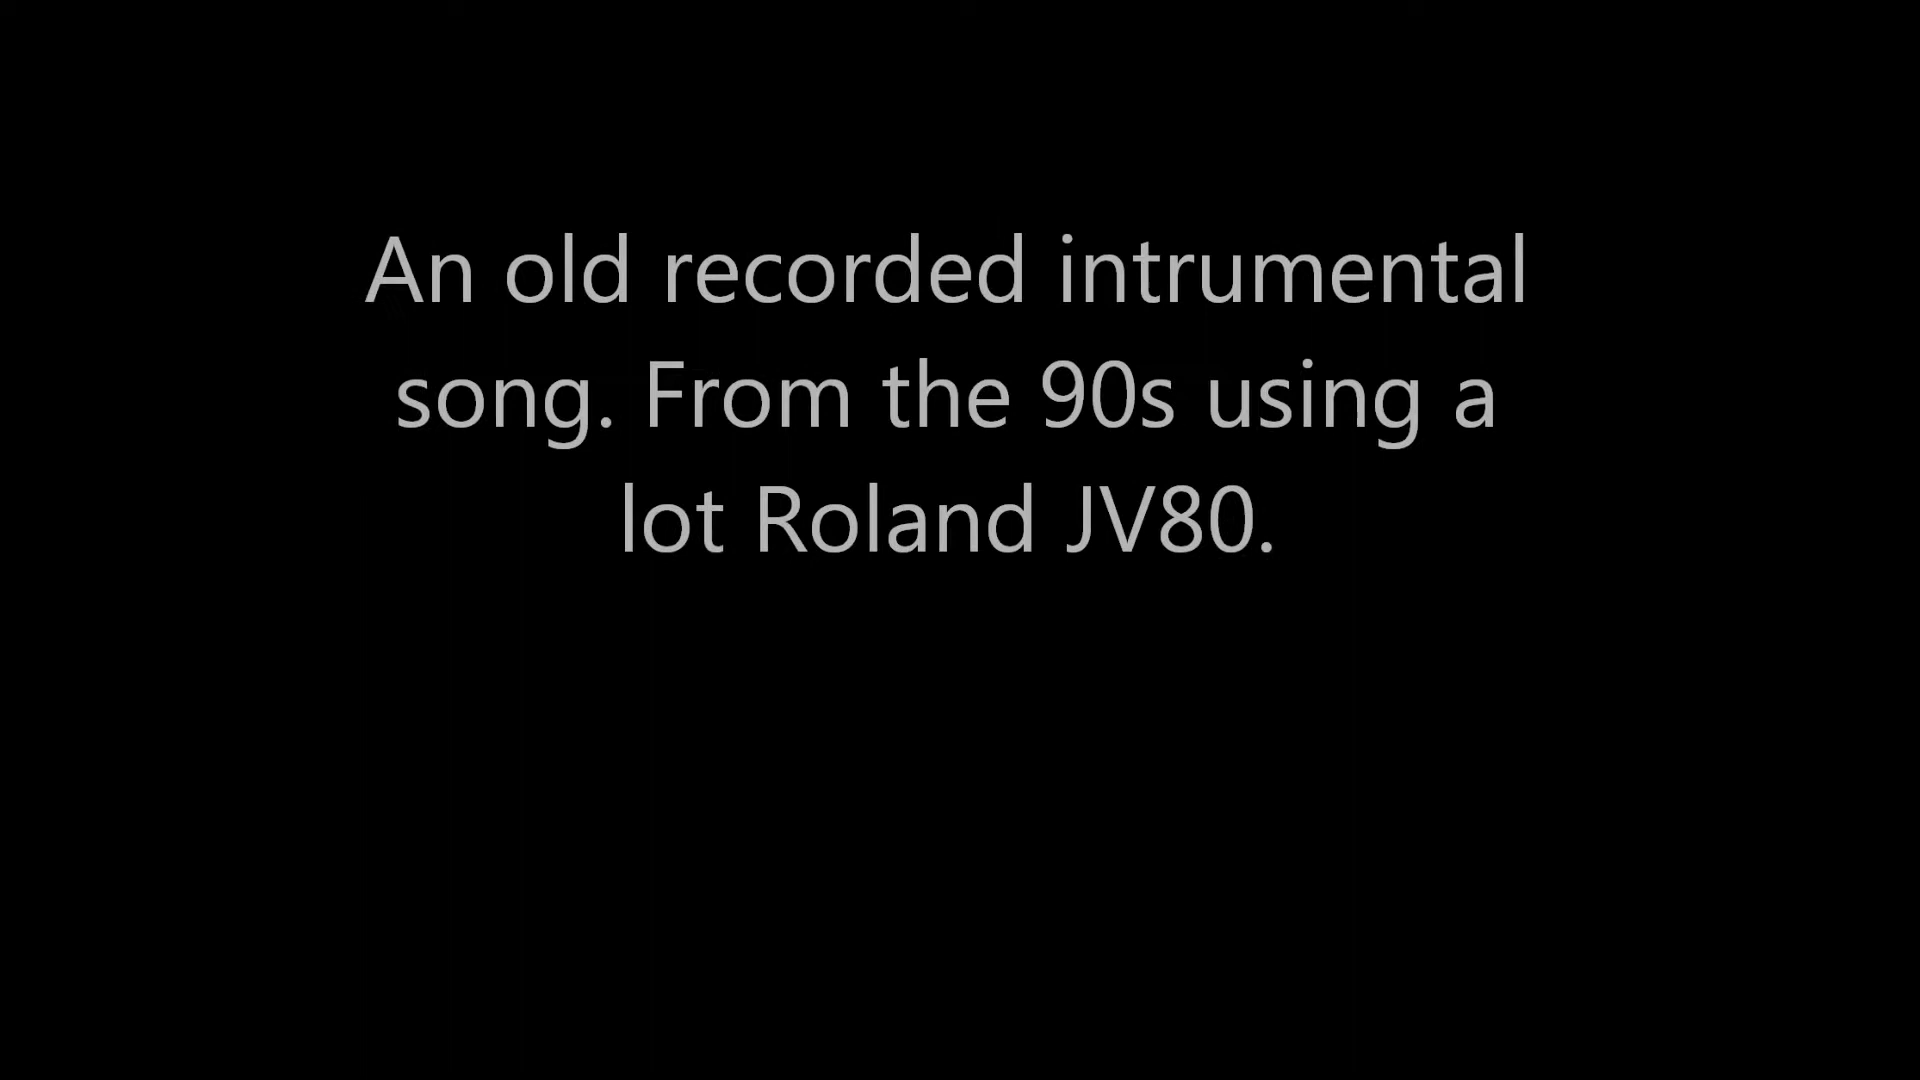 An old recorded intrumental
song. From the 90s using a
lot Roland JV80.